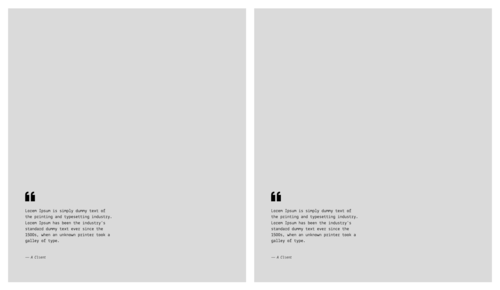 “
Lorem Ipsum is simply dummy text of
the printing and typesetting industry.
Lorem Ipsum has been the industry's
standard dummy text ever since the
1500s, when an unknown printer took a
galley of type.
—— A Client
“
Lorem Ipsum is simply dummy text of
the printing and typesetting industry.
Lorem Ipsum has been the industry's
standard dummy text ever since the
1500s, when an unknown printer took a
galley of type.
—— A Client